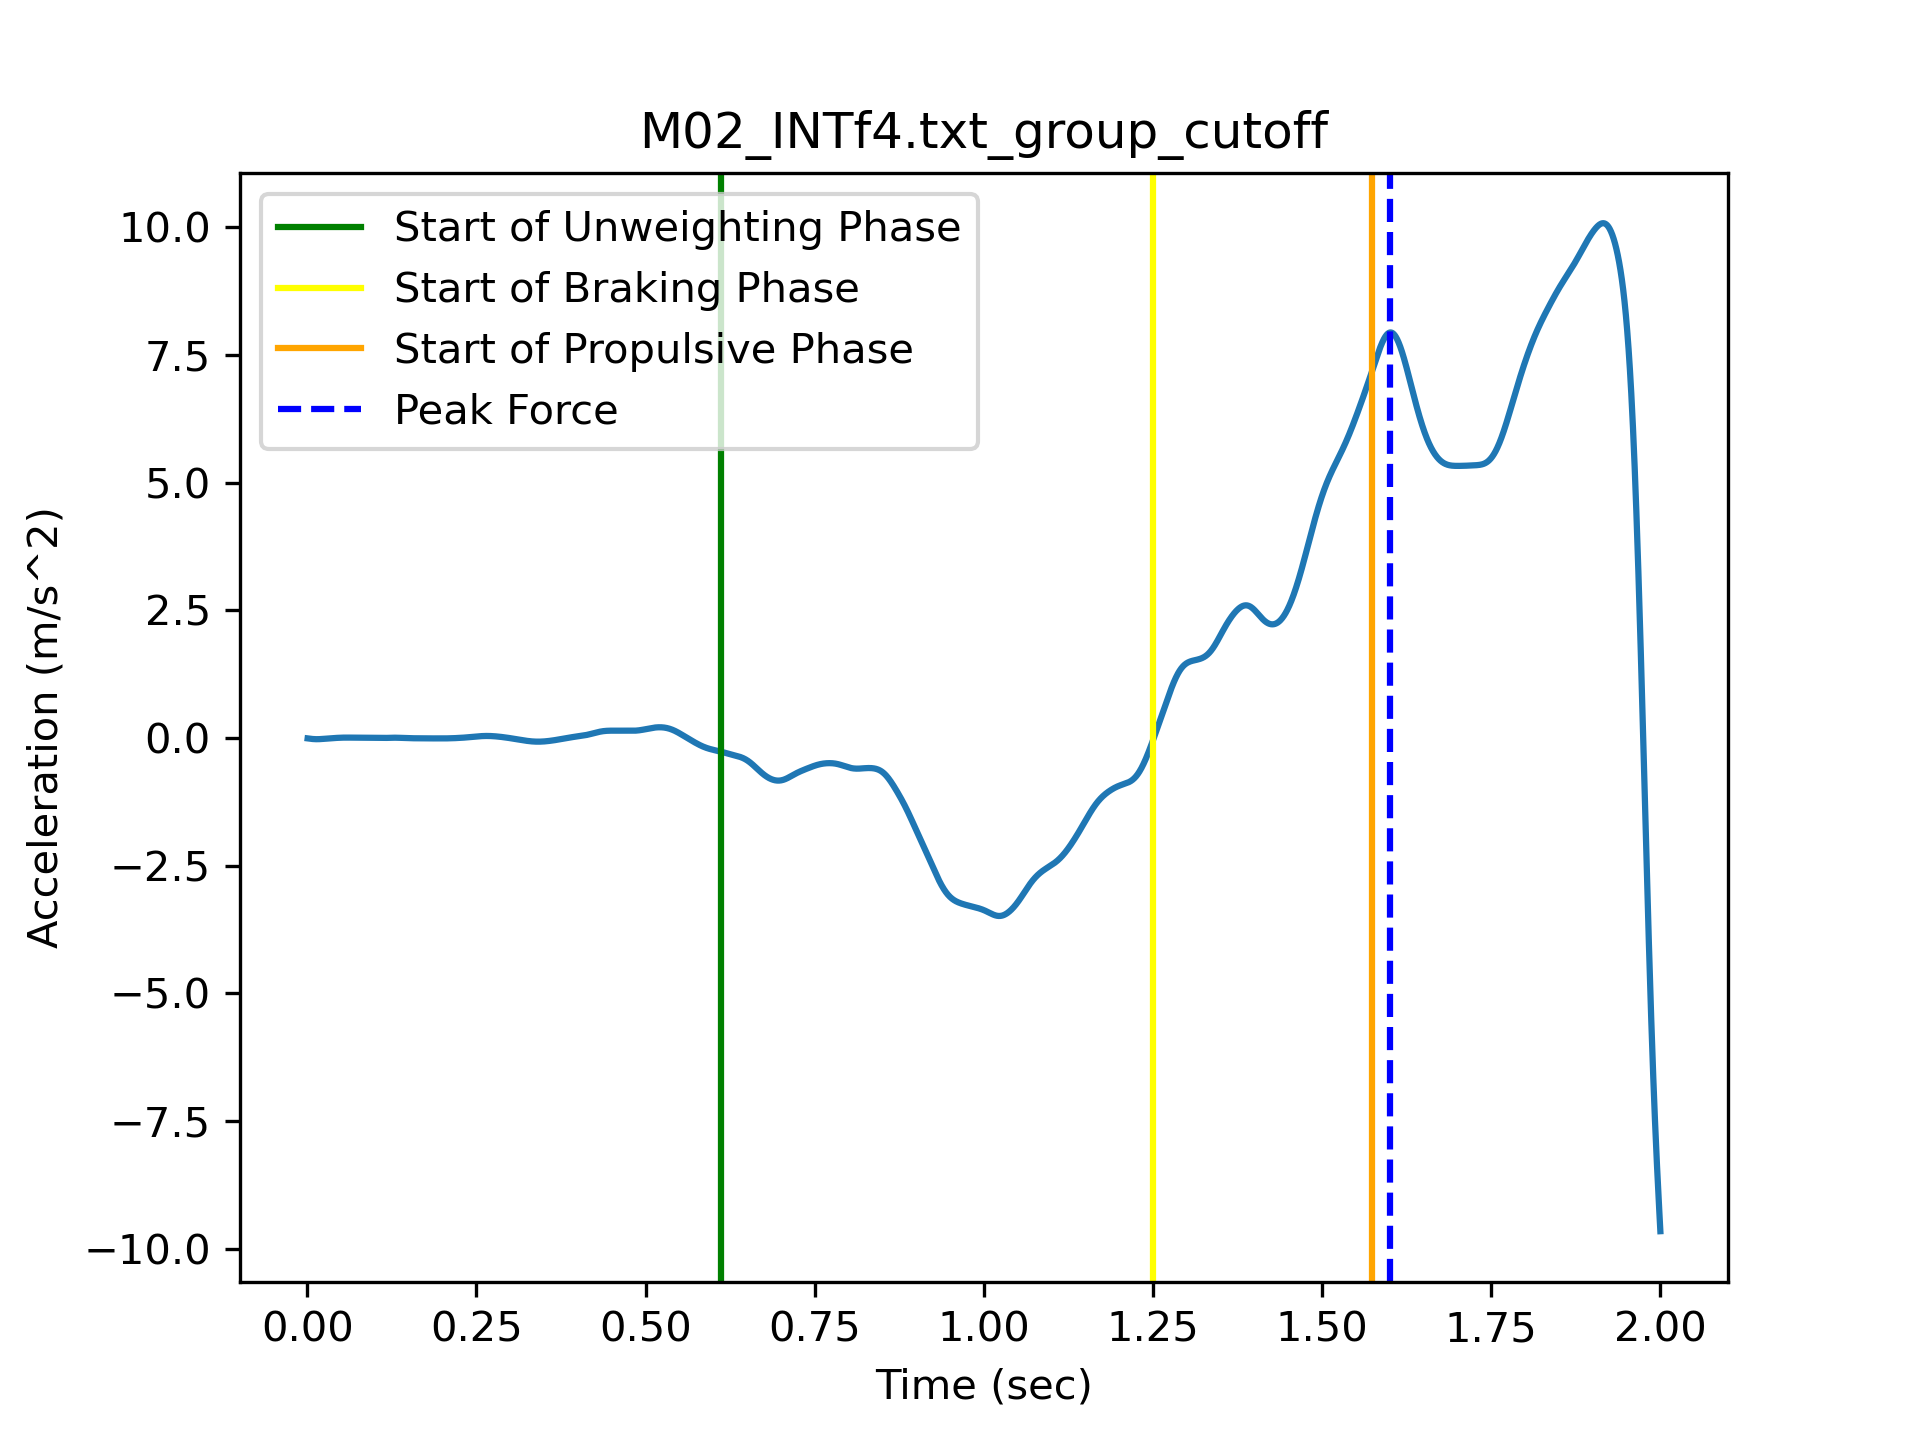 M02_INTf4.txt_group_cutoff
Start of Unweighting Phase
Start of Braking Phase
Start of Propulsive Phase
Peak Force
Acceleration (m/s^2)
10.0
7.5
5.0
2.5
0.0
−2.5
−5.0
−7.5
−10.0
0.00 0.25 0.50 0.75 1.00 1.25 1.50 1.75 2.00
Time (sec)